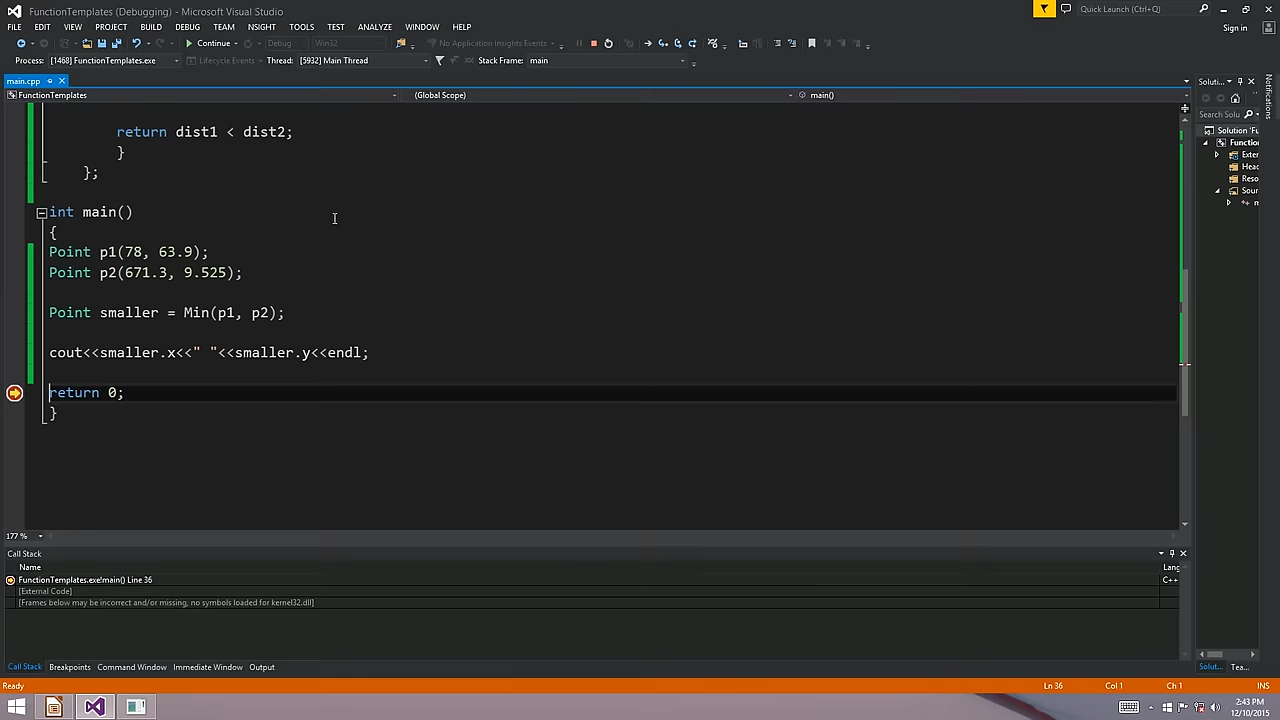 FunctionTemplates (Debugging) - Microsoft Visual Studio
Quick Launch (Ctrl+Q)
FILE EDIT VIEW PROJECT BUILD DEBUG TEAM NSIGHT TOOLS TEST ANALYZE WINDOW HELP
Sign in
Continue Debug Win32 No Application Insights Events
Process: [1468] FunctionTemplates.exe Lifecycle Events Thread: [5932] Main Thread Stack Frame: main
main.cpp
Soluti...
Notifications
FunctionTemplates (Global Scope) main()
Search Solu
return dist1 < dist2;
}
};
Solution 'Fu
Function
Exter
Head
Reso
Sour
int main()
{
Point p1(78, 63.9);
Point p2(671.3, 9.525);
Point smaller = Min(p1, p2);
cout<<smaller.x<<" "<<smaller.y<<endl;
return 0;
}
177 %
Call Stack
Name Lang
FunctionTemplates.exe!main() Line 36 C++
[External Code]
[Frames below may be incorrect and/or missing, no symbols loaded for kernel32.dll]
Call Stack Breakpoints Command Window Immediate Window Output
Solut... Tea...
Ready Ln 36 Col 1 Ch 1 INS
2:43 PM
12/10/2015